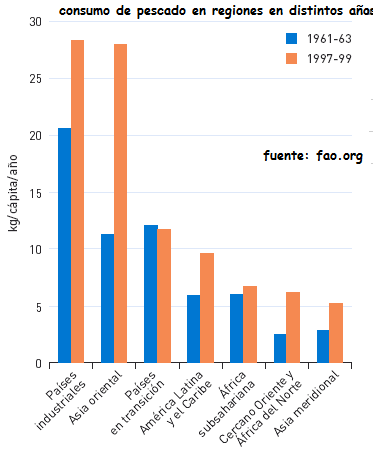 consumo de pescado en regiones en distintos años
1961-63
1997-99
fuente: fao.org
kg/cápita/año
30
25
20
15
10
5
0
Países
industriales
Asia oriental
Países
en transición
América Latina
y el Caribe
África
subsahariana
Cercano Oriente y
África del Norte
Asia meridional